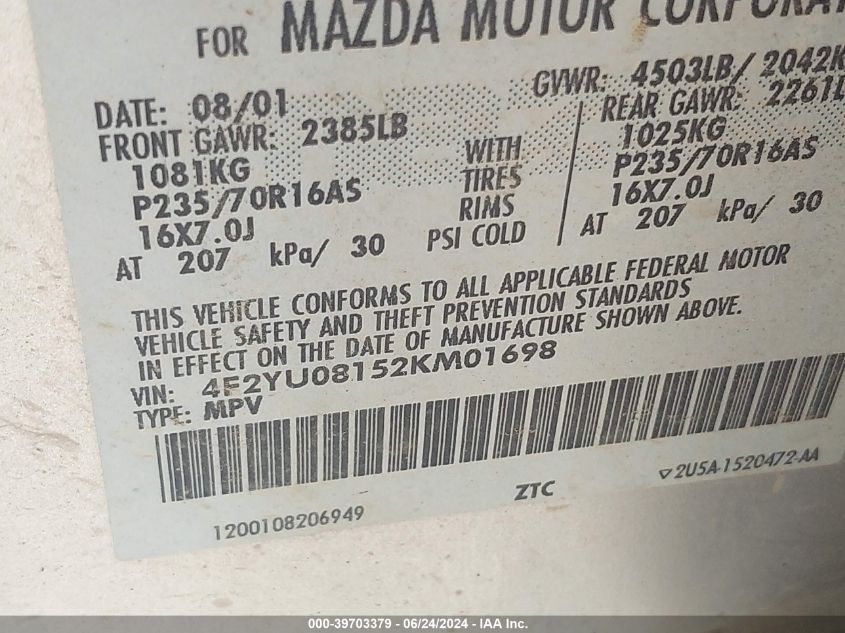 FOR MAZDA MOTOR
DATE: 08/01 GVWR: 4503LB/ 2042K
FRONT GAWR: 2385LB REAR GAWR: 2261L
1081KG WITH 1025KG
P235/70R16AS TIRES P235/70R16AS
16X7.0J RIMS 16X7.0J
AT 207 kPa/ 30 PSI COLD AT 207 kPa/ 30
THIS VEHICLE CONFORMS TO ALL APPLICABLE FEDERAL MOTOR
VEHICLE SAFETY AND THEFT PREVENTION STANDARDS
IN EFFECT ON THE DATE OF MANUFACTURE SHOWN ABOVE.
VIN: 4F2YU08152KM01698
TYPE: MPV
1200108206949 ZTC 2U5A-1520472-AA
1200-39703379 - 06/24/2024 - IAA Inc.